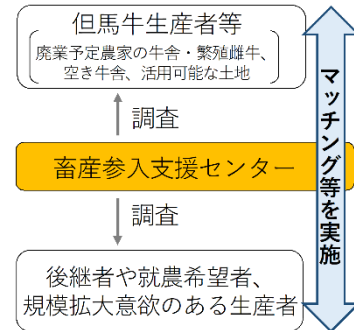 但馬牛生産者等
廃業予定農家の牛舎・繁殖雌牛、
空き牛舎、活用可能な土地
調査
畜産参入支援センター
調査
後継者や就農希望者、
規模拡大意欲のある生産者
マッチング等を実施